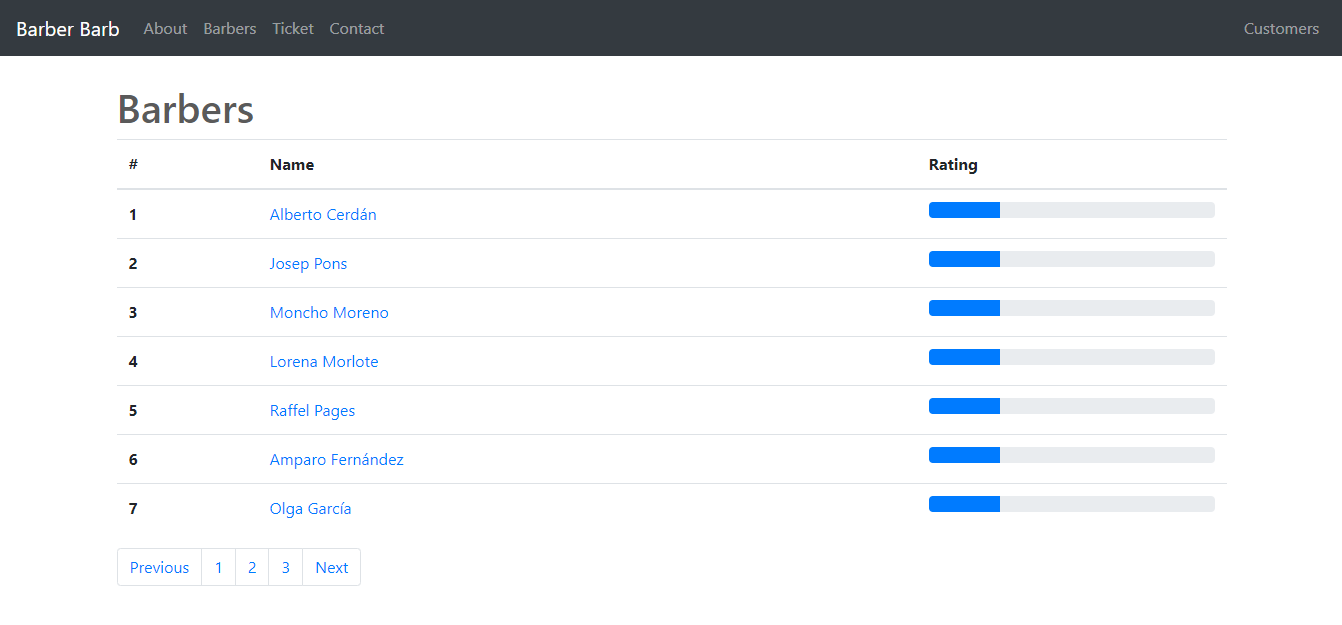 Barber Barb About Barbers Ticket Contact Customers
Barbers
# Name Rating
1 Alberto Cerdán
2 Josep Pons
3 Moncho Moreno
4 Lorena Morlote
5 Raffel Pages
6 Amparo Fernández
7 Olga García
Previous 1 2 3 Next